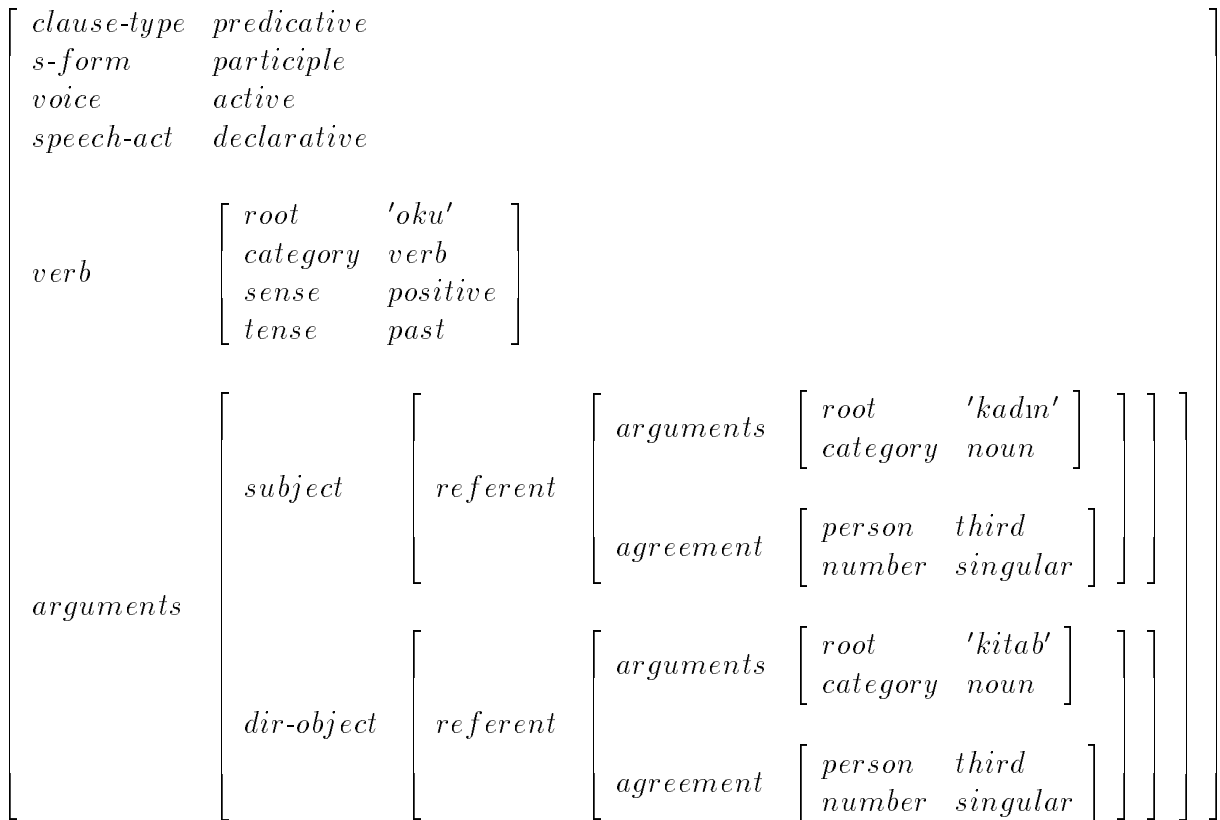 clause-type predicative
s-form participle
voice active
speech-act declarative
root 'oku'
category verb
verb
sense positive
tense past
root 'kadın'
arguments
category noun
subject referent
person third
agreement
number singular
arguments
root 'kitab'
arguments
category noun
dir-object referent
person third
agreement
number singular